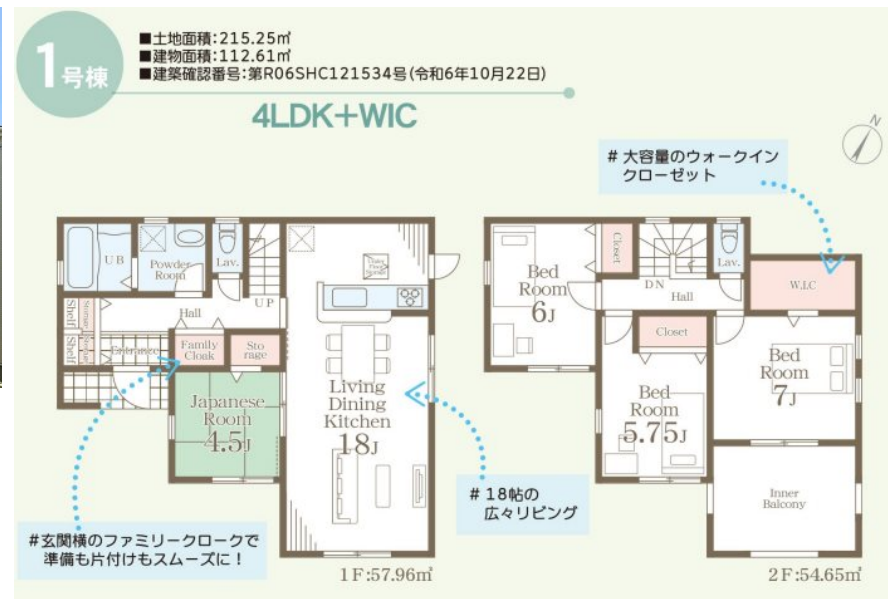 1号棟
■土地面積:215.25㎡
■建物面積:112.61㎡
■建築確認番号:第R06SHC121534号(令和6年10月22日)
4LDK+WIC
N
# 大容量のウォークイン
クローゼット
UB
Powder
Room
Lav.
UP
Hall
Shelf
Storage
Shelf
Storage
Entrance
Family
Cloak
Sto
rage
Under
Floor
Storage
Japanese
Room
4.5J
Living
Dining
Kitchen
18J
Bed
Room
6J
Closet
DN
Hall
Lav.
W.I.C
Closet
Bed
Room
5.75J
Bed
Room
7J
Inner
Balcony
# 18帖の
広々リビング
#玄関横のファミリークロークで
準備も片付けもスムーズに!
1F:57.96㎡
2F:54.65㎡